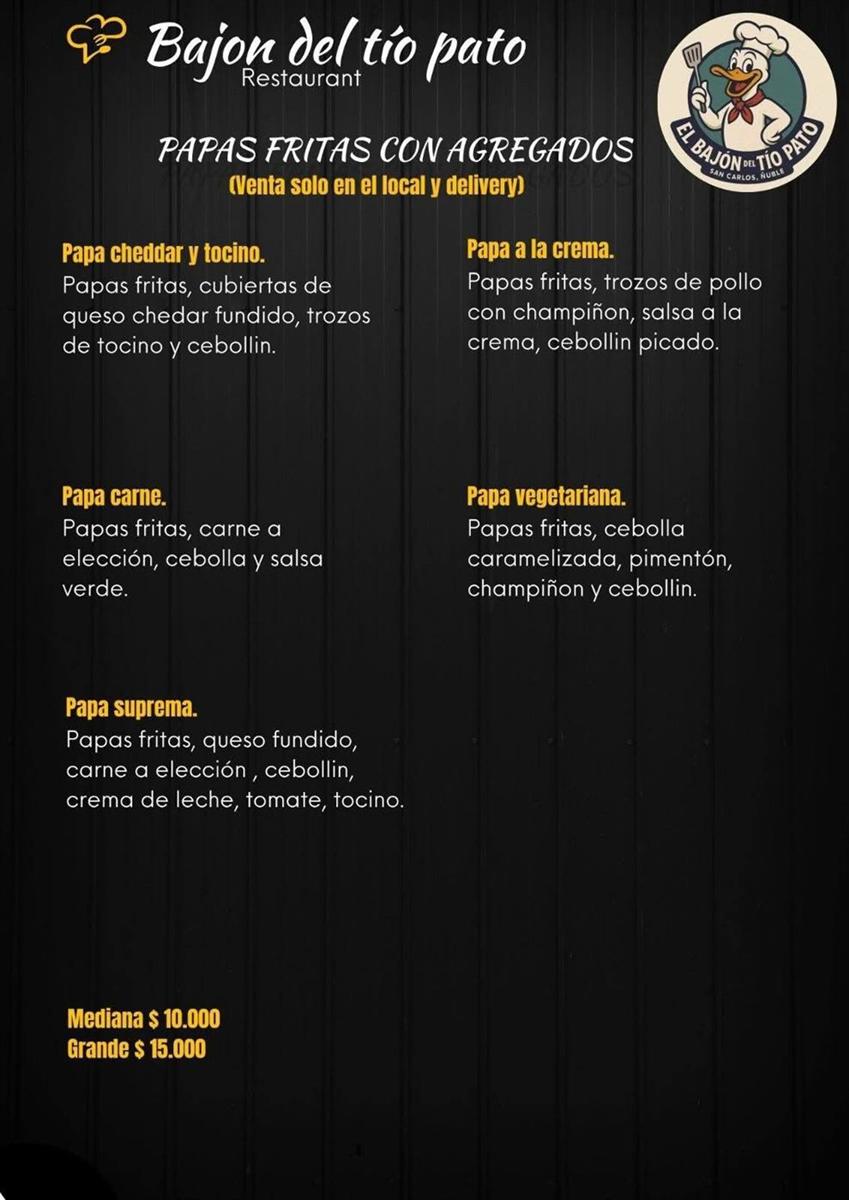 Bajon del tío pato
Restaurant
EL BAJÓN DEL TÍO PATO
SAN CARLOS, ÑUBLE
PAPAS FRITAS CON AGREGADOS
(Venta solo en el local y delivery)
Papa cheddar y tocino.
Papas fritas, cubiertas de
queso chedar fundido, trozos
de tocino y cebollin.
Papa a la crema.
Papas fritas, trozos de pollo
con champiñon, salsa a la
crema, cebollin picado.
Papa carne.
Papas fritas, carne a
elección, cebolla y salsa
verde.
Papa vegetariana.
Papas fritas, cebolla
caramelizada, pimentón,
champiñon y cebollin.
Papa suprema.
Papas fritas, queso fundido,
carne a elección , cebollin,
crema de leche, tomate, tocino.
Mediana $ 10.000
Grande $ 15.000